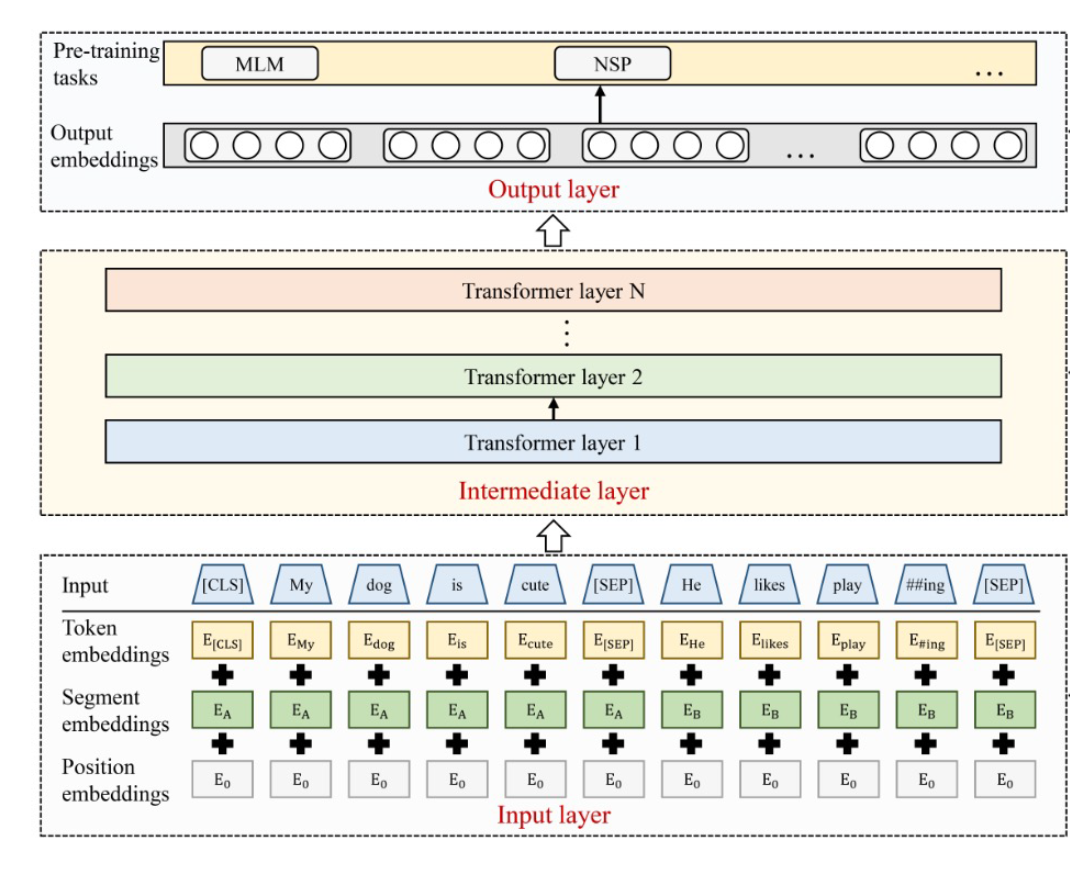 Pre-training
tasks
MLM NSP ...
Output
embeddings
...
Output layer
Transformer layer N
⋮
Transformer layer 2
Transformer layer 1
Intermediate layer
Input [CLS] My dog is cute [SEP] He likes play ##ing [SEP]
Token
embeddings
E[CLS] EMy Edog Eis Ecute E[SEP] EHe Elikes Eplay E#ing E[SEP]
Segment
embeddings
EA EA EA EA EA EA EB EB EB EB EB
Position
embeddings
E0 E0 E0 E0 E0 E0 E0 E0 E0 E0 E0
Input layer